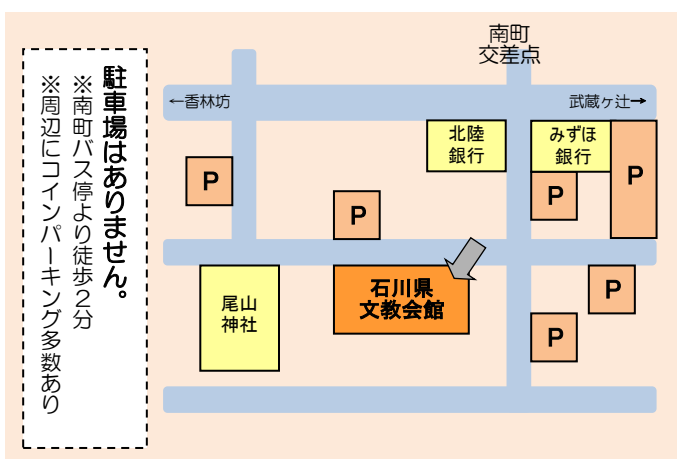 駐車場はありません。
※南町バス停より徒歩２分
※周辺にコインパーキング多数あり
南町
交差点
←香林坊
武蔵ヶ辻→
北陸
銀行
みずほ
銀行
P
P
P
P
尾山
神社
石川県
文教会館
P
P